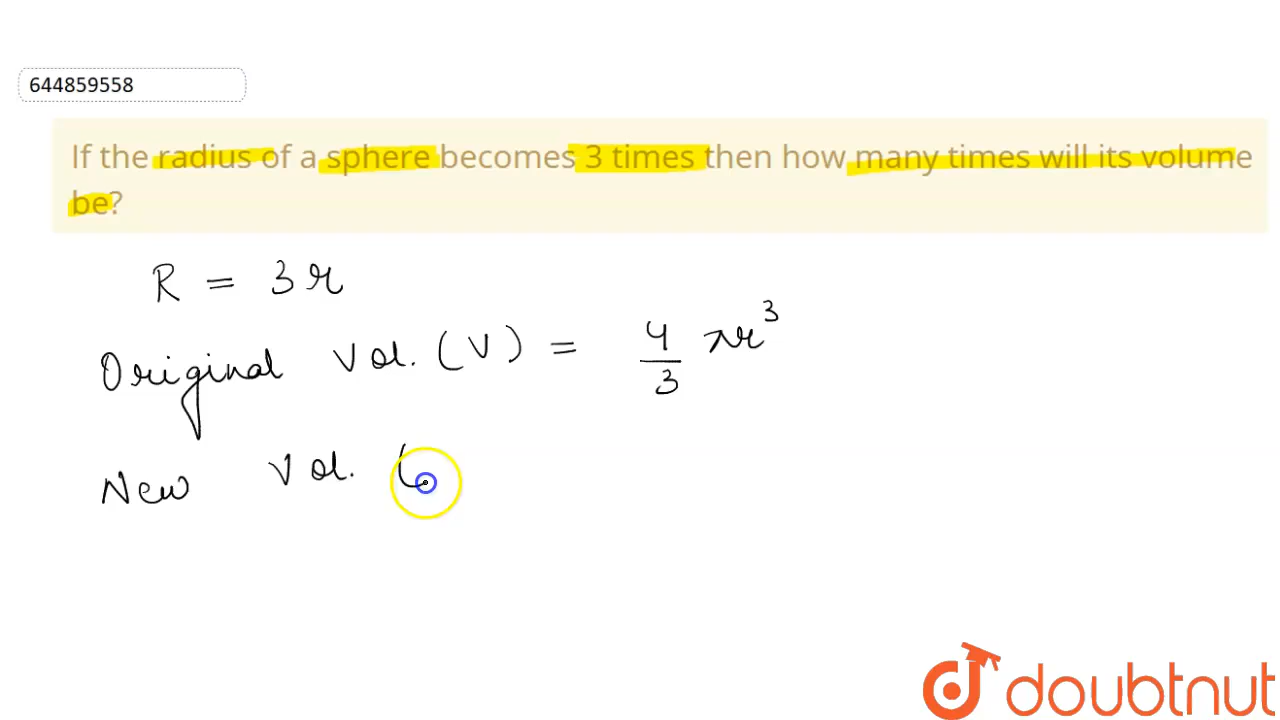 644859558
If the radius of a sphere becomes 3 times then how many times will its volume
be?
R = 3r
Original Vol. (V) = 4/3 πr³
New Vol. (
doubtnut